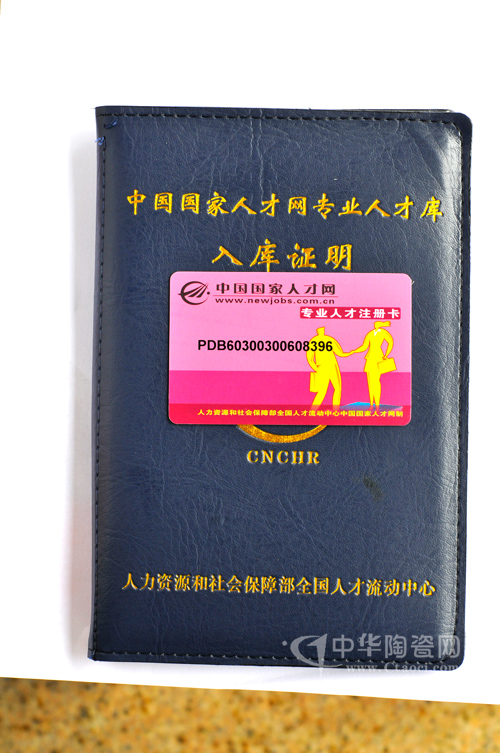 中国国家人才网专业人才库
入库证明
中国国家人才网
www.newjobs.com.cn
专业人才注册卡
PDB60300300608396
人力资源和社会保障部全国人才流动中心中国国家人才网制
CNCHR
人力资源和社会保障部全国人才流动中心
中华陶瓷网
www.Ctaoci.com